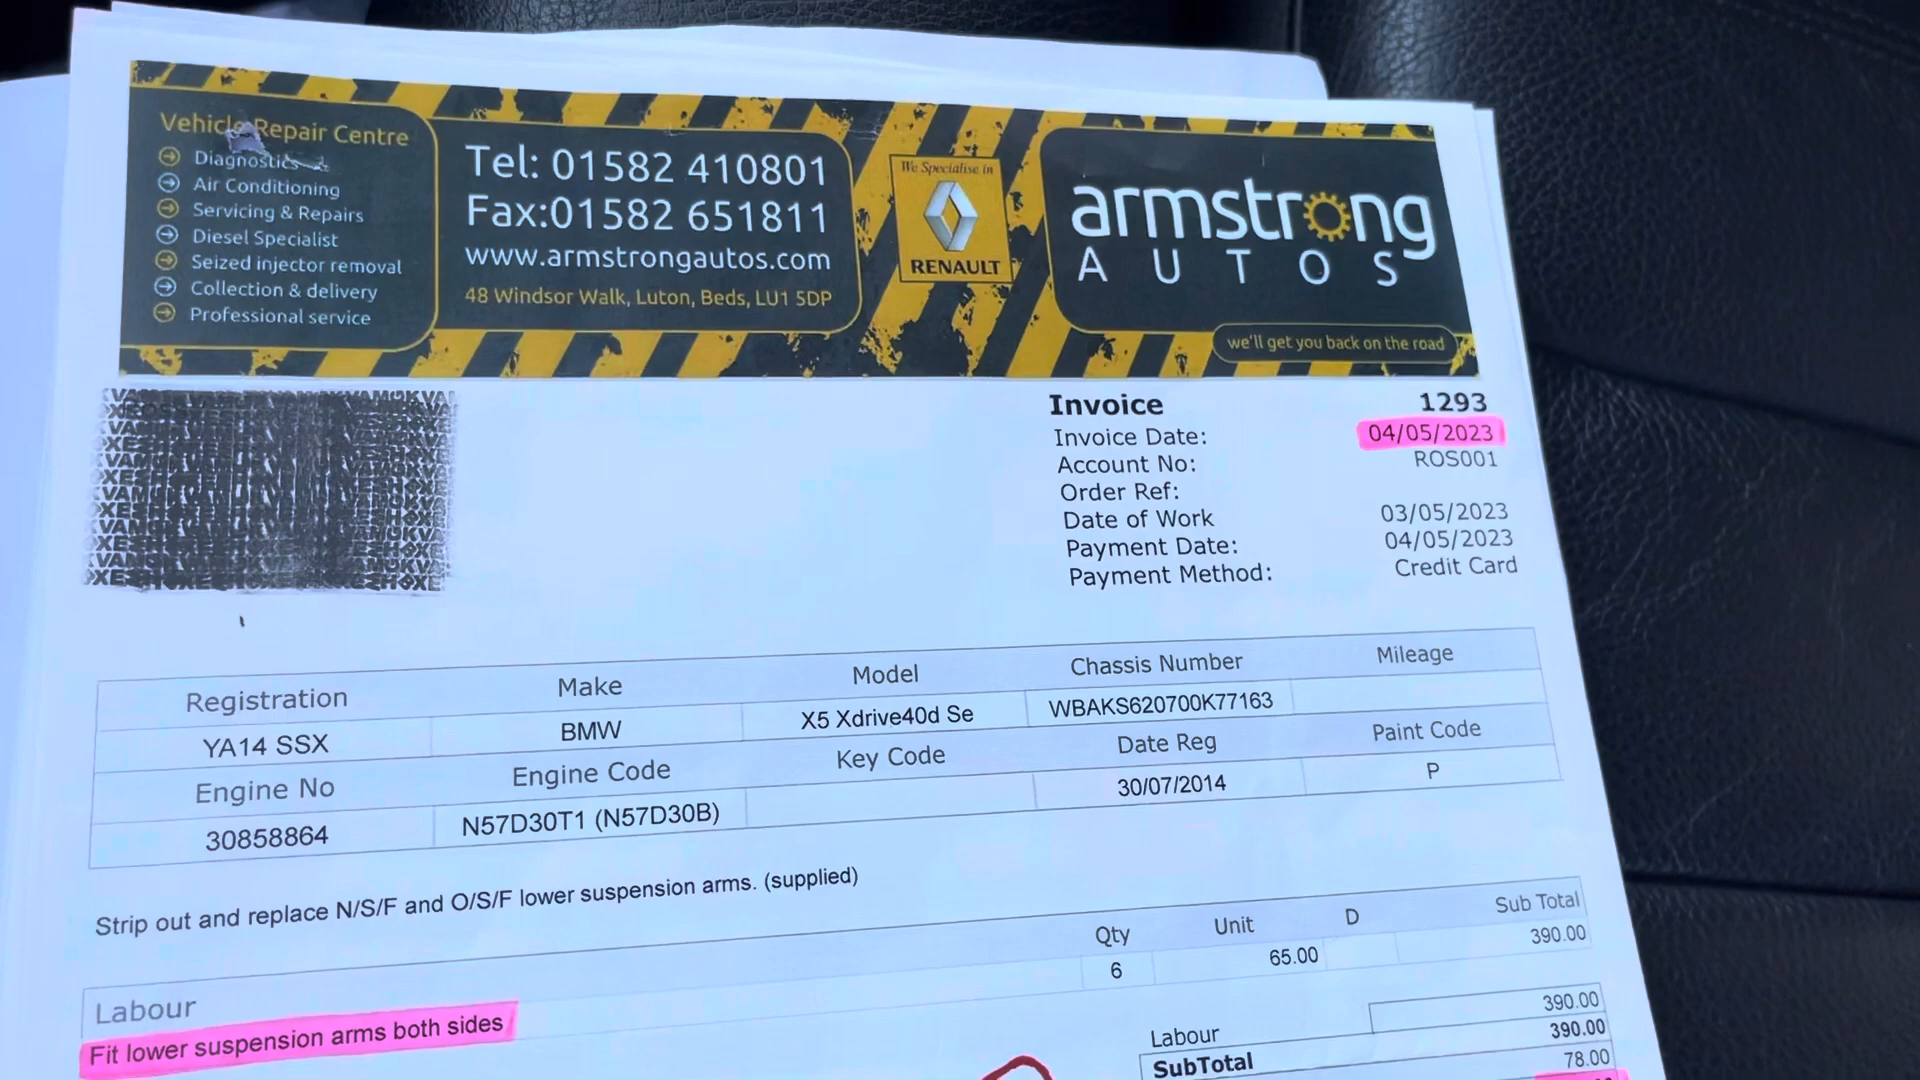 Vehicle Repair Centre
Diagnostics
Air Conditioning
Servicing & Repairs
Diesel Specialist
Seized injector removal
Collection & delivery
Professional service
Tel: 01582 410801
Fax:01582 651811
www.armstrongautos.com
48 Windsor Walk, Luton, Beds, LU1 5DP
We Specialise in
RENAULT
armstrong
AUTOS
we'll get you back on the road
Invoice 1293
Invoice Date: 04/05/2023
Account No: ROS001
Order Ref:
Date of Work 03/05/2023
Payment Date: 04/05/2023
Payment Method: Credit Card
Registration Make Model Chassis Number Mileage
YA14 SSX BMW X5 Xdrive40d Se WBAKS620700K77163
Engine No Engine Code Key Code Date Reg Paint Code
30858864 N57D30T1 (N57D30B) 30/07/2014 P
Strip out and replace N/S/F and O/S/F lower suspension arms. (supplied)
Labour Qty Unit D Sub Total
Fit lower suspension arms both sides 6 65.00 390.00
Labour 390.00
SubTotal 390.00
78.00